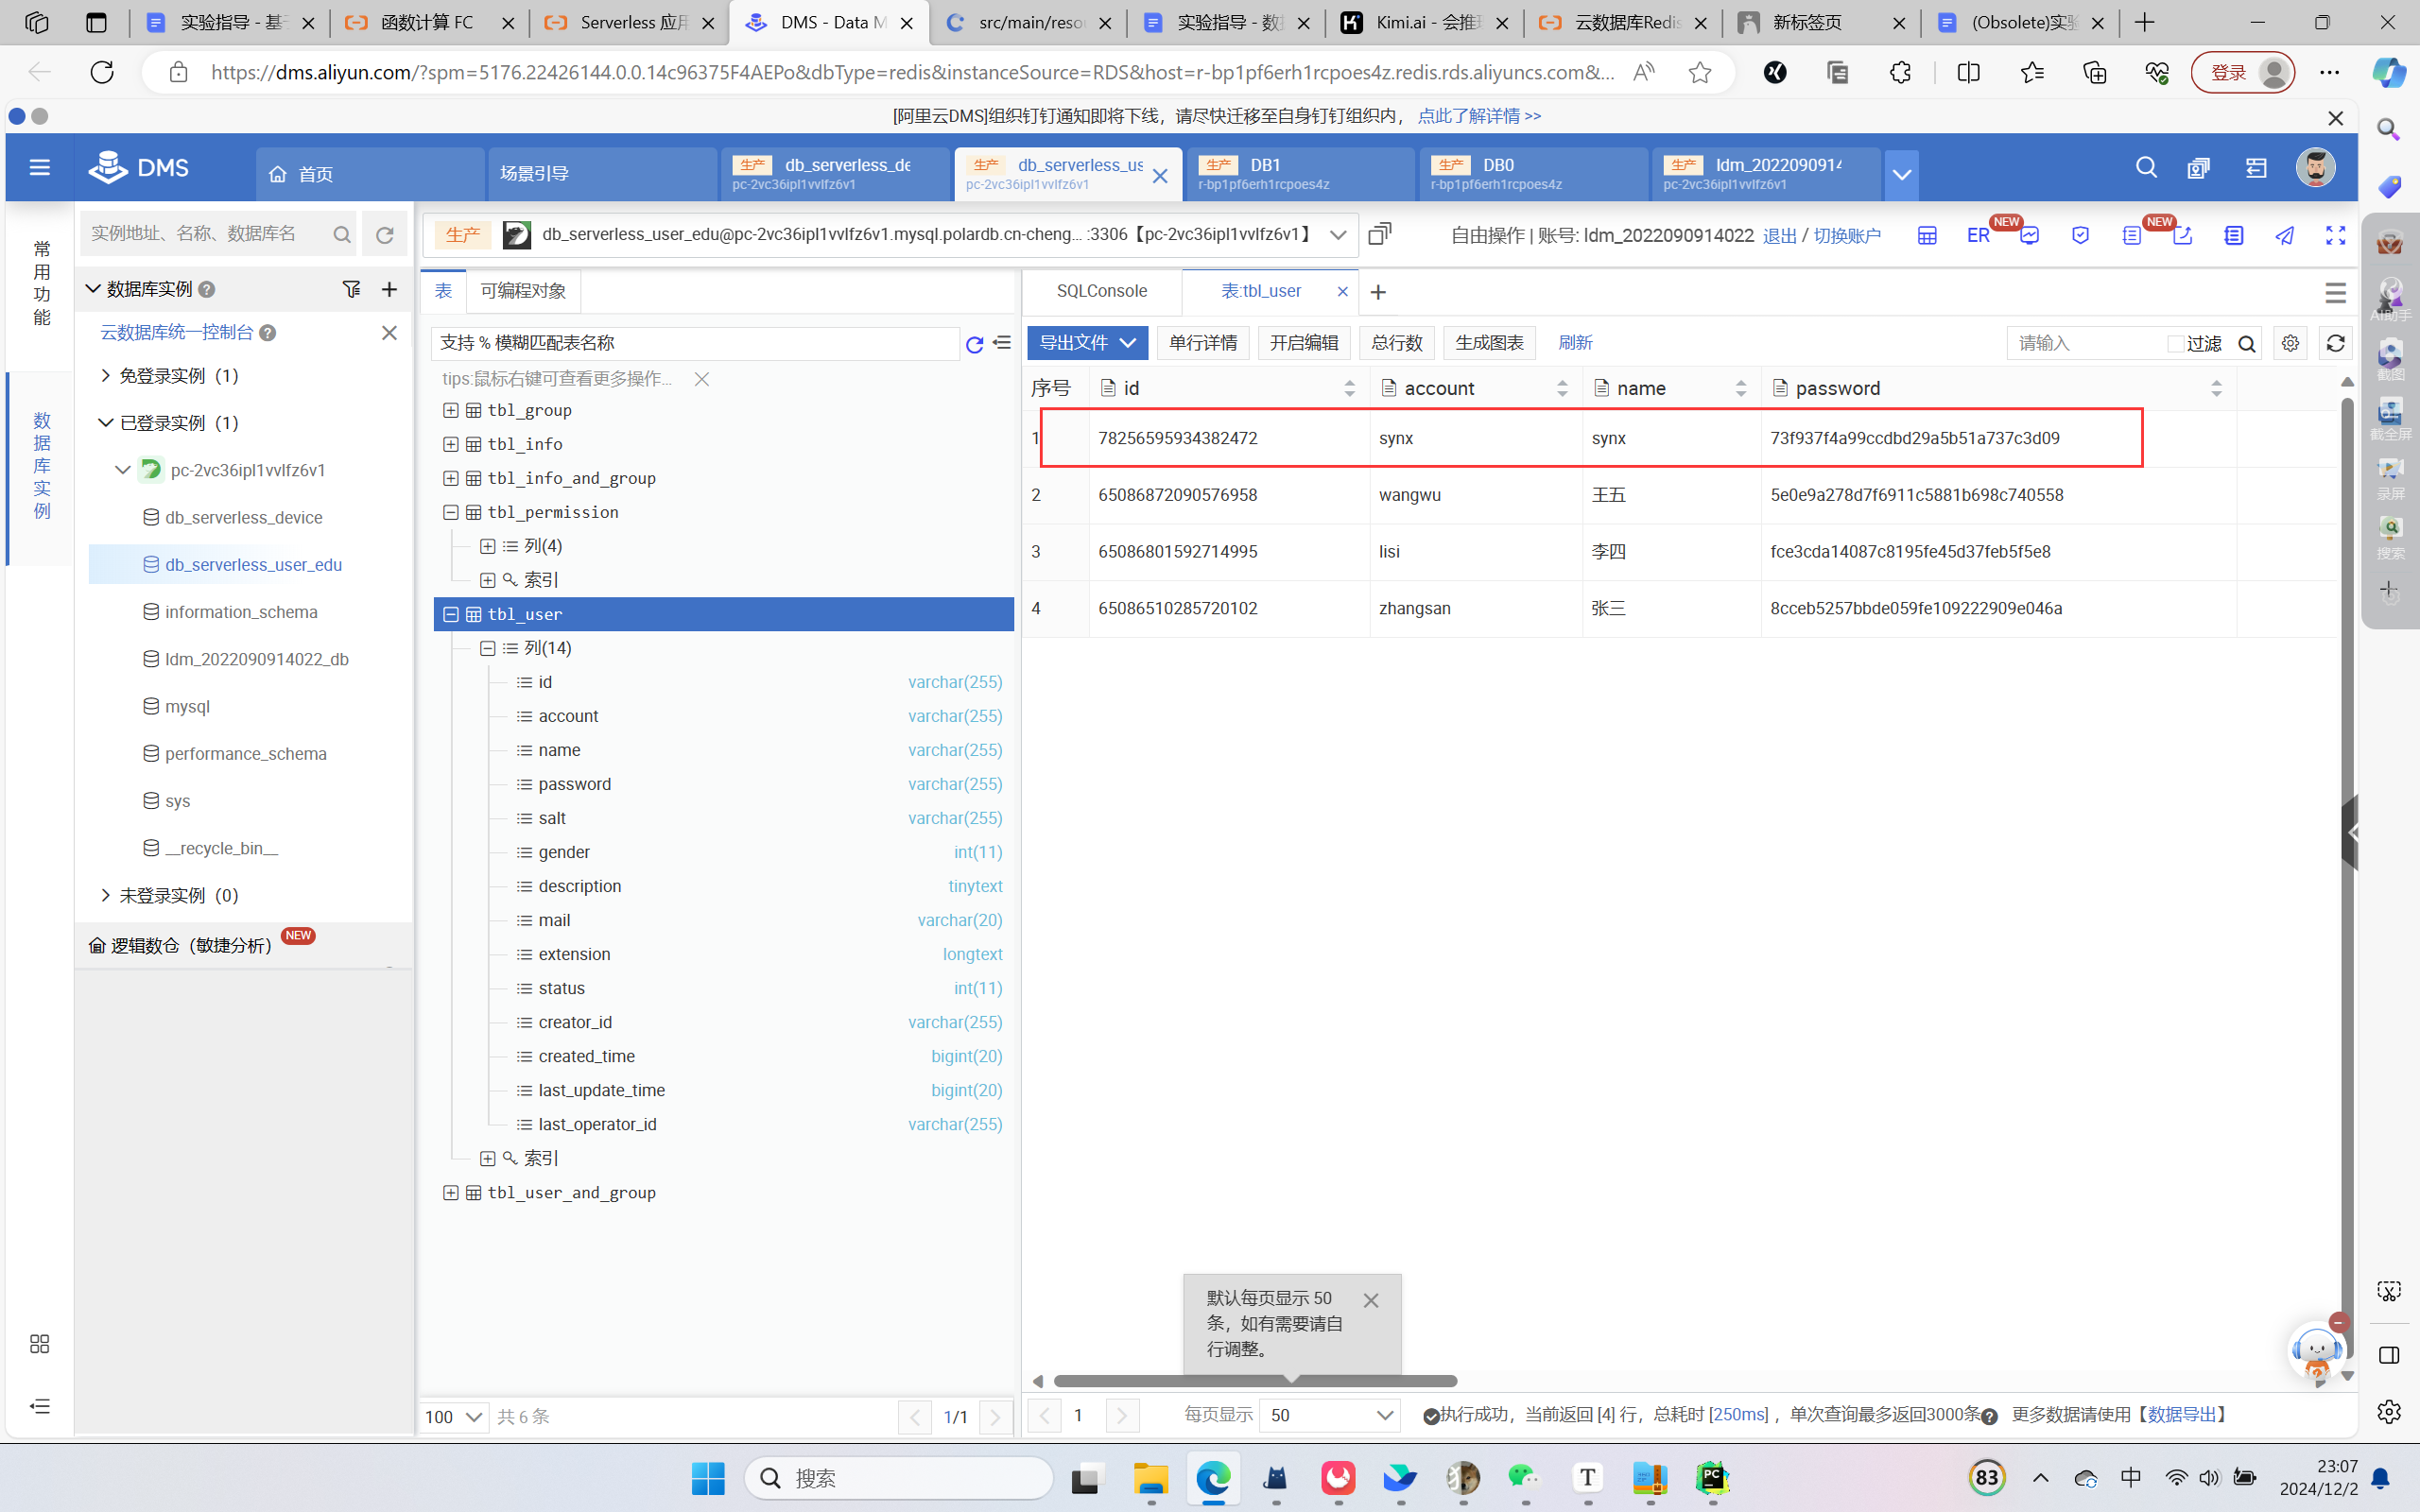 实验指导 - 基于
函数计算 FC
Serverless 应用
DMS - Data M
src/main/resou
实验指导 - 数据
Kimi.ai - 会推理
云数据库Redis
新标签页
(Obsolete)实验
https://dms.aliyun.com/?spm=5176.22426144.0.0.14c96375F4AEPo&dbType=redis&instanceSource=RDS&host=r-bp1pf6erh1rcpoes4z.redis.rds.aliyuncs.com&...
登录
[阿里云DMS]组织钉钉通知即将下线，请尽快迁移至自身钉钉组织内， 点此了解详情 >>
DMS
首页
场景引导
生产 db_serverless_de
pc-2vc36ipl1vvlfz6v1
生产 db_serverless_us
pc-2vc36ipl1vvlfz6v1
生产 DB1
r-bp1pf6erh1rcpoes4z
生产 DB0
r-bp1pf6erh1rcpoes4z
生产 ldm_202209091
pc-2vc36ipl1vvlfz6v1
常用功能
数据库实例
实例地址、名称、数据库名
数据库实例
云数据库统一控制台
免登录实例（1）
已登录实例（1）
pc-2vc36ipl1vvlfz6v1
db_serverless_device
db_serverless_user_edu
information_schema
ldm_2022090914022_db
mysql
performance_schema
sys
__recycle_bin__
未登录实例（0）
逻辑数仓（敏捷分析） NEW
生产 db_serverless_user_edu@pc-2vc36ipl1vvlfz6v1.mysql.polardb.cn-cheng... :3306【pc-2vc36ipl1vvlfz6v1】
自由操作 | 账号: ldm_2022090914022 退出 / 切换账户
ER NEW NEW
表 可编程对象
支持 % 模糊匹配表名称
tips:鼠标右键可查看更多操作...
tbl_group
tbl_info
tbl_info_and_group
tbl_permission
列(4)
索引
tbl_user
列(14)
id varchar(255)
account varchar(255)
name varchar(255)
password varchar(255)
salt varchar(255)
gender int(11)
description tinytext
mail varchar(20)
extension longtext
status int(11)
creator_id varchar(255)
created_time bigint(20)
last_update_time bigint(20)
last_operator_id varchar(255)
索引
tbl_user_and_group
100 共 6 条 1/1
SQLConsole 表:tbl_user
导出文件 单行详情 开启编辑 总行数 生成图表 刷新
请输入 过滤
序号 id account name password
1 78256595934382472 synx synx 73f937f4a99ccdbd29a5b51a737c3d09
2 65086872090576958 wangwu 王五 5e0e9a278d7f6911c5881b698c740558
3 65086801592714995 lisi 李四 fce3cda14087c8195fe45d37feb5f5e8
4 65086510285720102 zhangsan 张三 8cceb5257bbde059fe109222909e046a
默认每页显示 50
条，如有需要请自
行调整。
1 每页显示 50 执行成功，当前返回 [4] 行，总耗时 [250ms] ，单次查询最多返回3000条 更多数据请使用【数据导出】
AI助手
截图
截全屏
录屏
搜索
搜索
83
中
23:07
2024/12/2